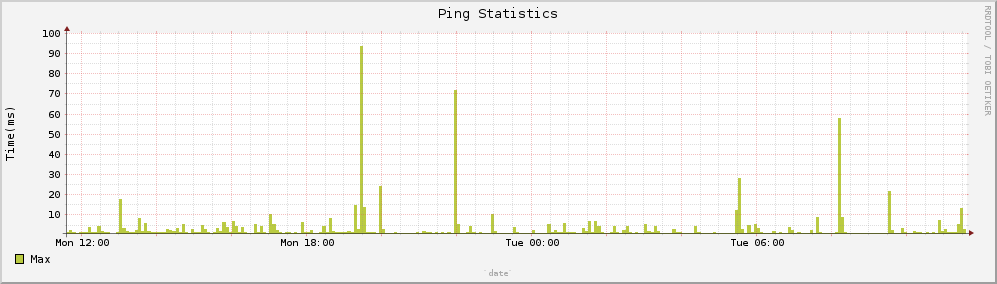 Ping Statistics
RRDTOOL / TOBI OETIKER
Time(ms)
100
90
80
70
60
50
40
30
20
10
Mon 12:00 Mon 18:00 Tue 00:00 Tue 06:00
Max
`date`